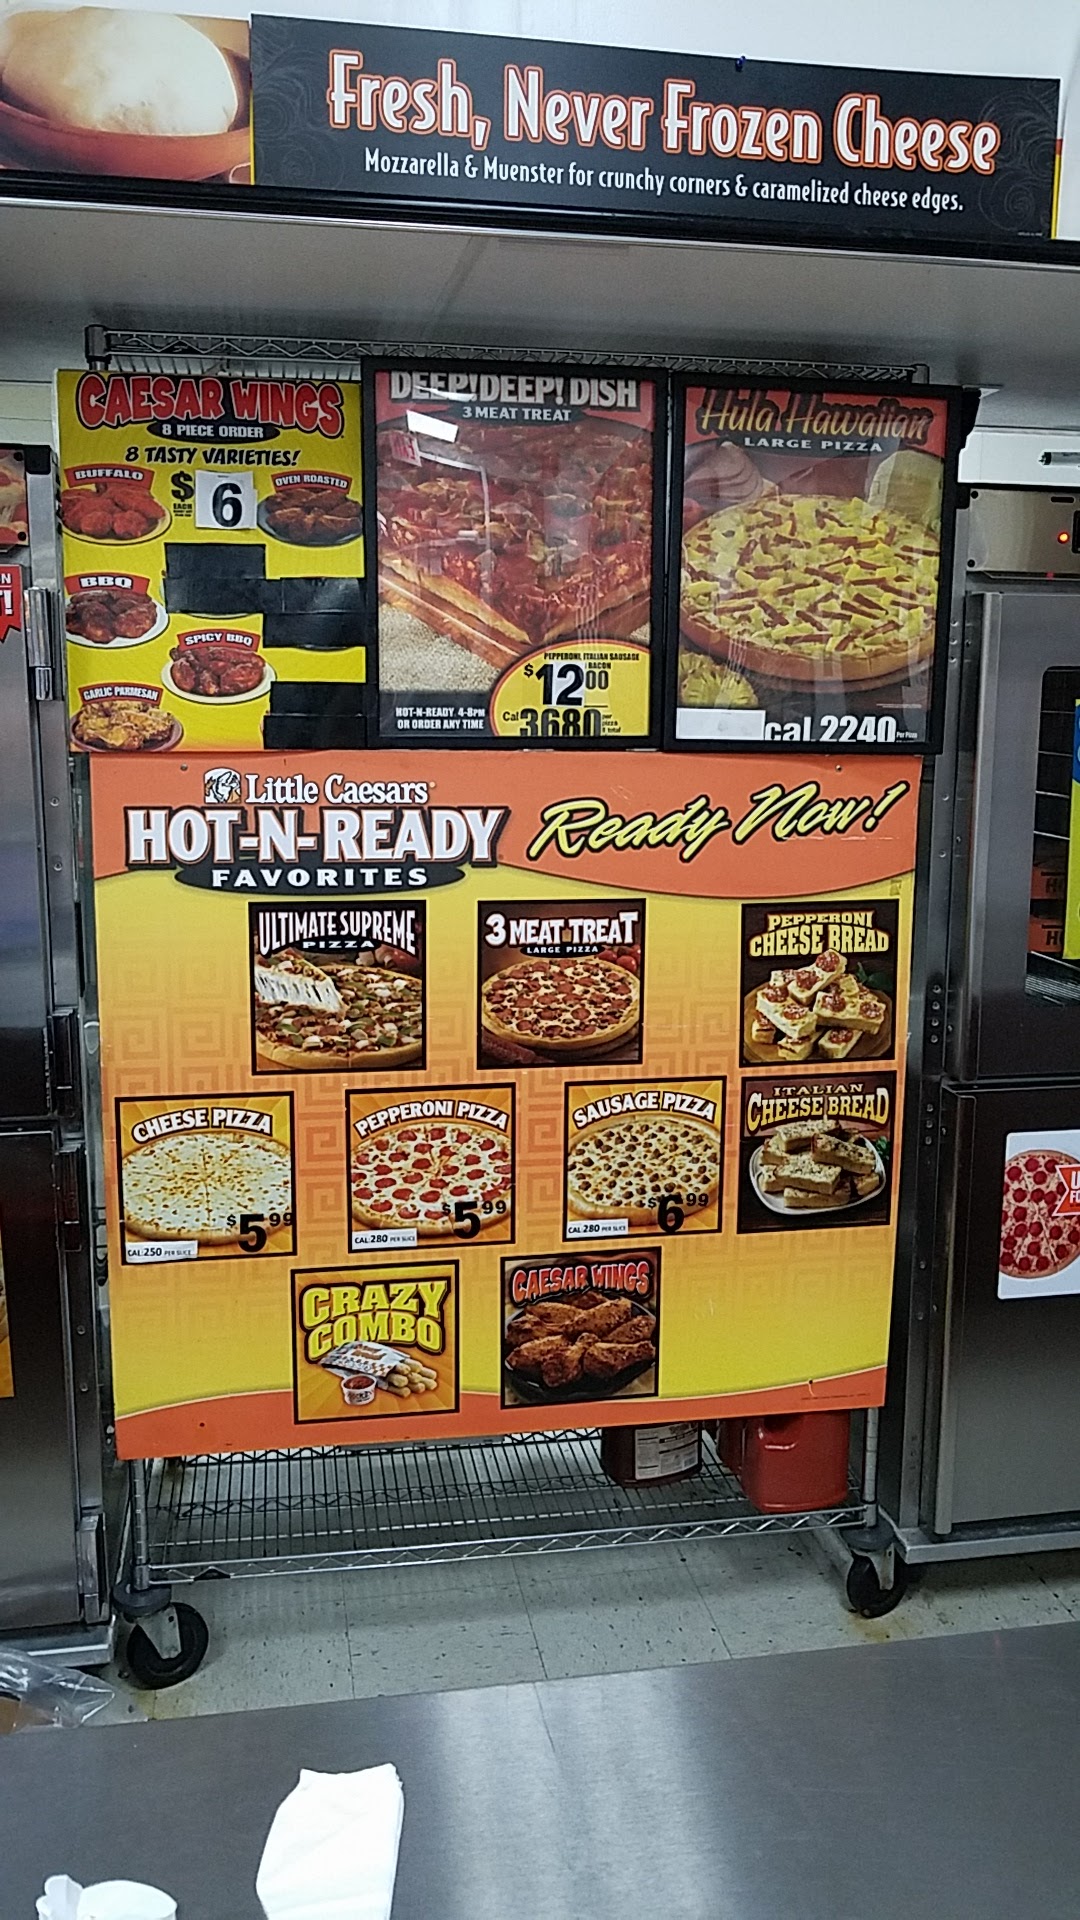 Fresh, Never Frozen Cheese
Mozzarella & Muenster for crunchy corners & caramelized cheese edges.
CAESAR WINGS
8 PIECE ORDER
8 TASTY VARIETIES!
BUFFALO
$6
EACH
OVEN ROASTED
BBQ
SPICY BBQ
GARLIC PARMESAN
DEEP!DEEP! DISH
3 MEAT TREAT
PEPPERONI, ITALIAN SAUSAGE
BACON
$12.00
Cal 3680 per pizza
HOT-N-READY 4-8PM
OR ORDER ANY TIME
Hula Hawaiian
LARGE PIZZA
cal 2240 Per Pizza
Little Caesars
HOT-N-READY
FAVORITES
Ready Now!
ULTIMATE SUPREME
PIZZA
3 MEAT TREAT
LARGE PIZZA
PEPPERONI
CHEESE BREAD
CHEESE PIZZA
$5.99
CAL 250 PER SLICE
PEPPERONI PIZZA
$5.99
CAL 280 PER SLICE
SAUSAGE PIZZA
$6.99
CAL 280 PER SLICE
ITALIAN
CHEESE BREAD
CRAZY
COMBO
CAESAR WINGS